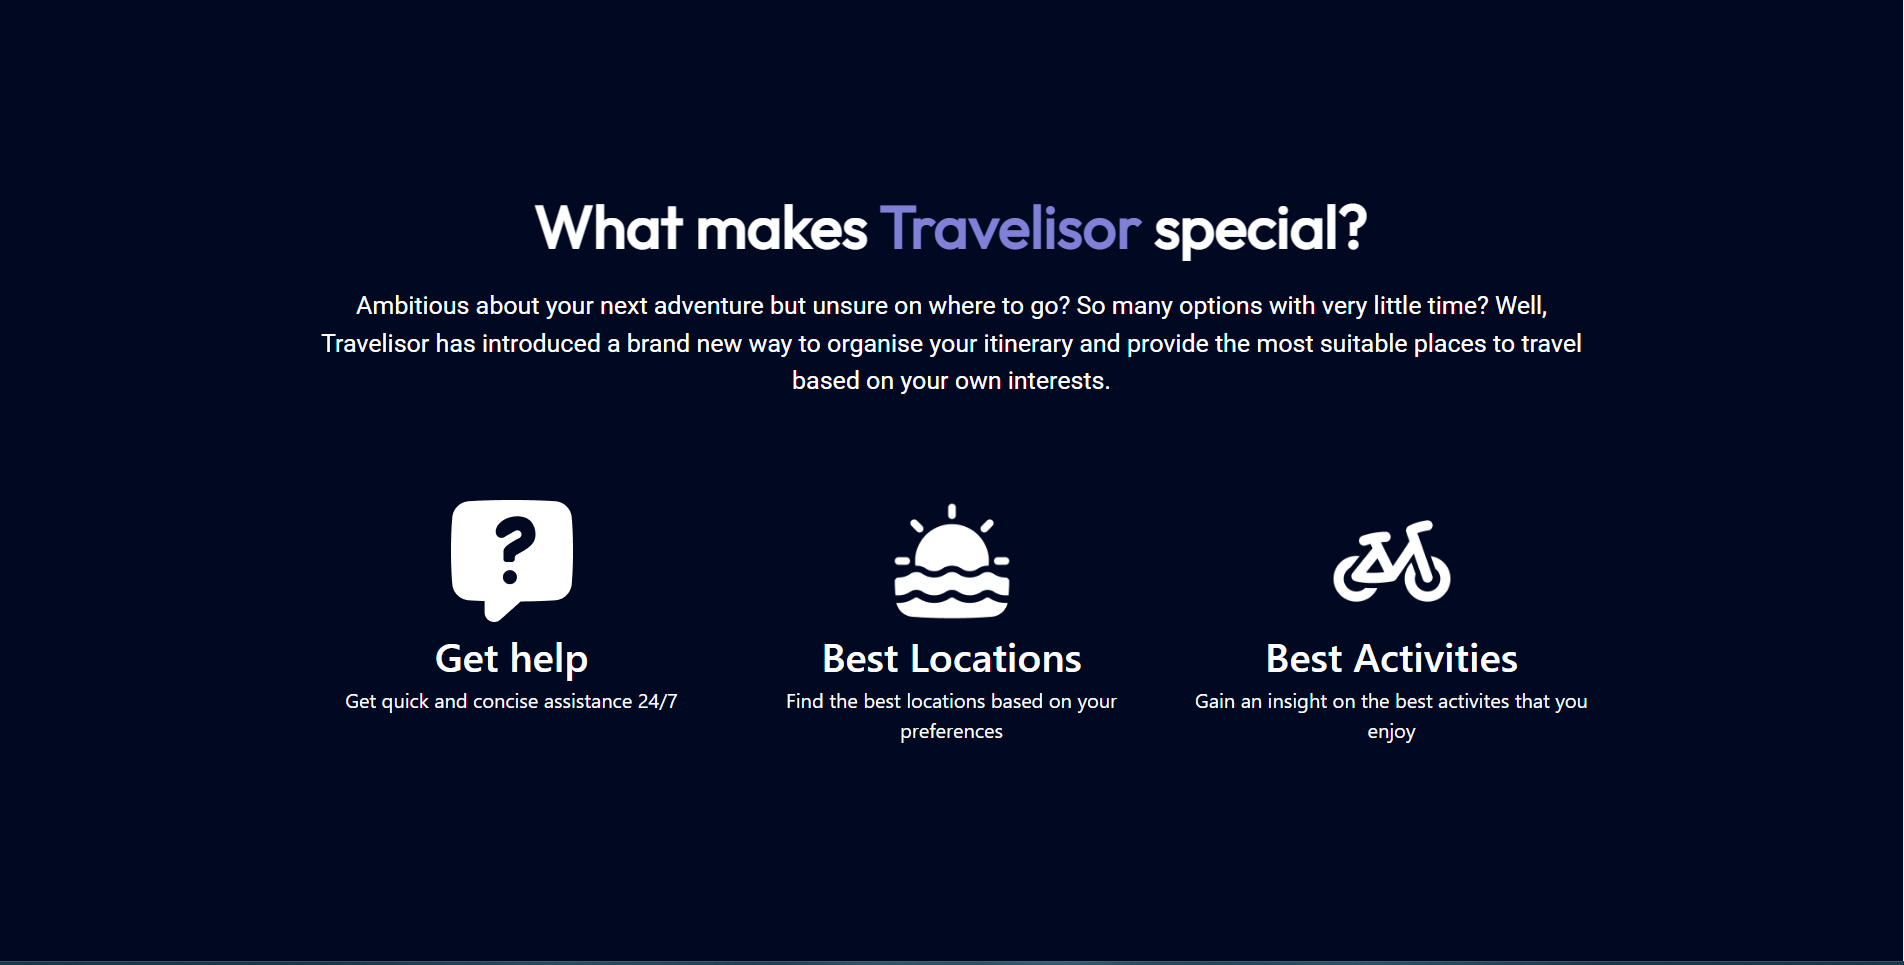 What makes Travelisor special?
Ambitious about your next adventure but unsure on where to go? So many options with very little time? Well,
Travelisor has introduced a brand new way to organise your itinerary and provide the most suitable places to travel
based on your own interests.
?
Get help
Get quick and concise assistance 24/7
Best Locations
Find the best locations based on your
preferences
Best Activities
Gain an insight on the best activites that you
enjoy